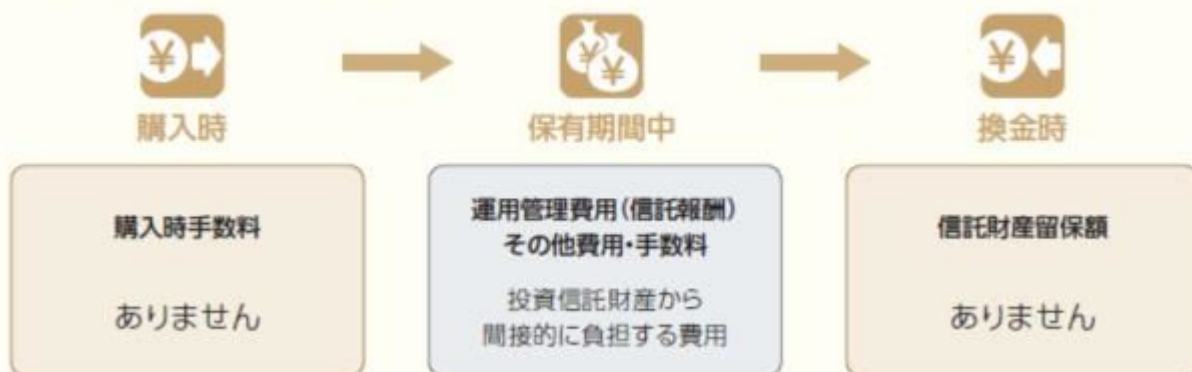 購入時
保有期間中
換金時
購入時手数料
ありません
運用管理費用(信託報酬)
その他費用・手数料
投資信託財産から
間接的に負担する費用
信託財産留保額
ありません